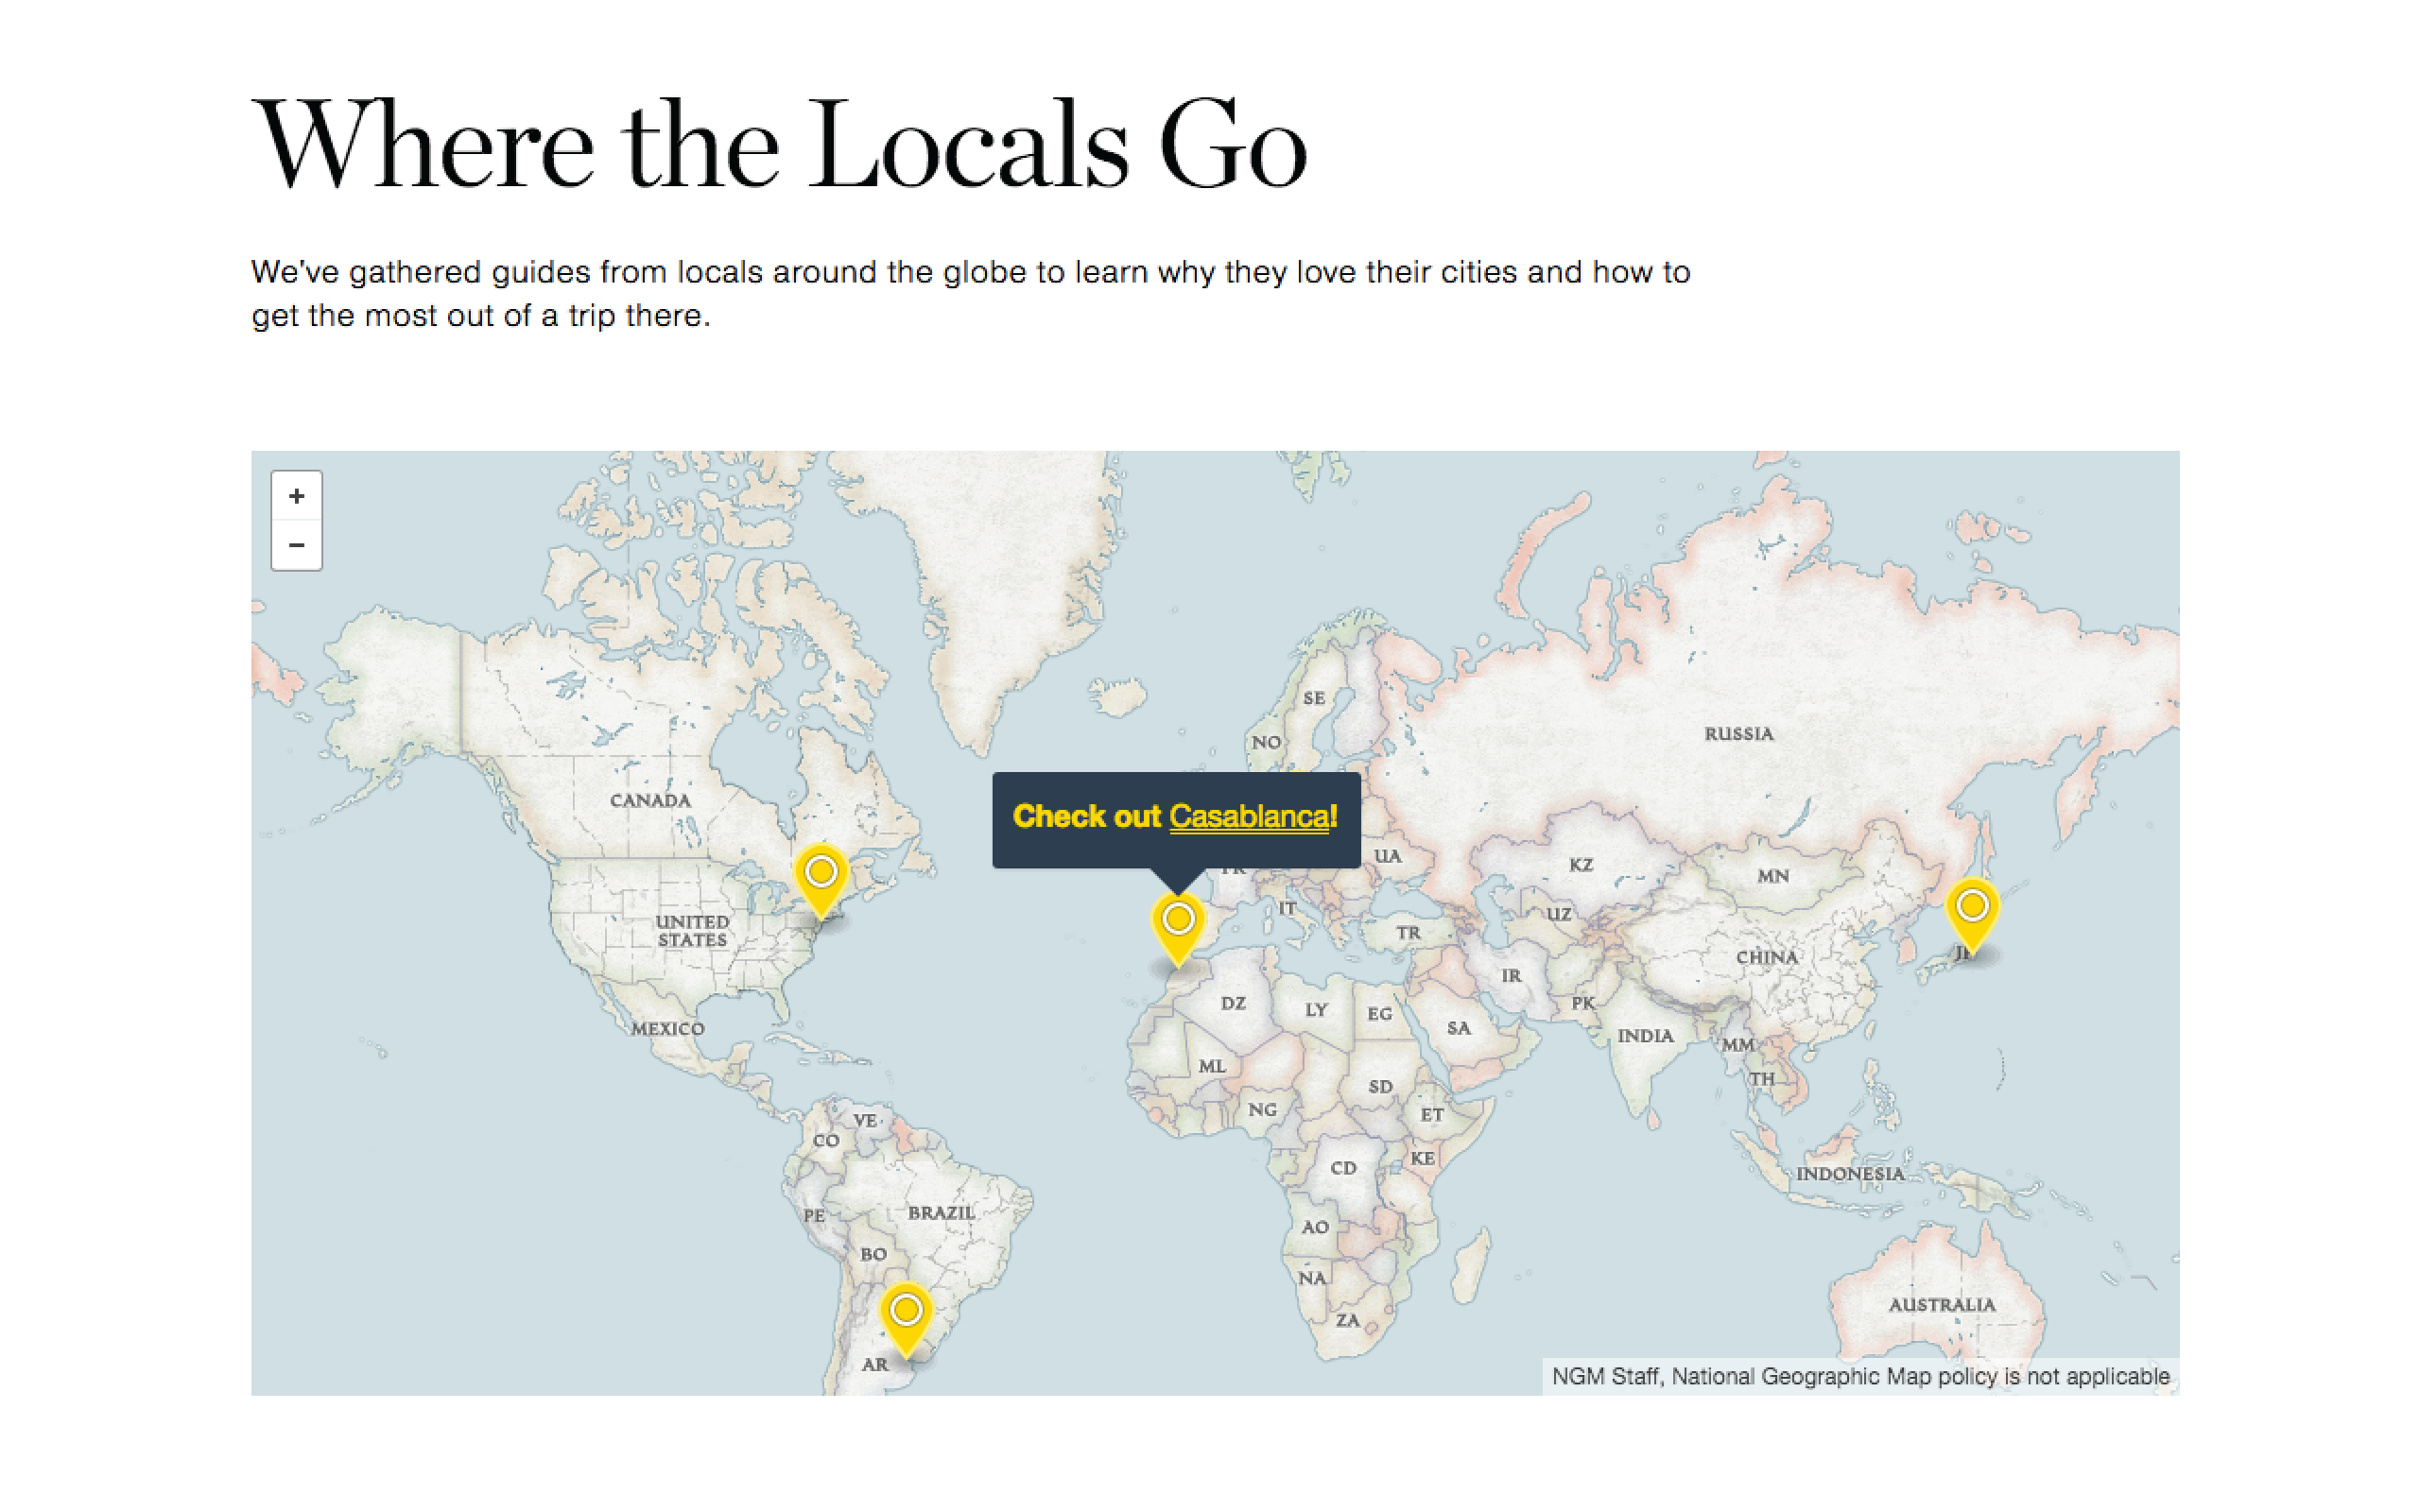 Where the Locals Go
We've gathered guides from locals around the globe to learn why they love their cities and how to
get the most out of a trip there.
+
−
SE
RUSSIA
NO
CANADA
Check out Casablanca!
UA
KZ
MN
IT
UZ
UNITED
STATES
TR
CHINA
IR
DZ
LY
EG
PK
SA
MEXICO
INDIA
MM
ML
SD
TH
NG
ET
VE
CO
KE
CD
INDONESIA
PE
BRAZIL
AO
BO
NA
AUSTRALIA
ZA
AR
NGM Staff, National Geographic Map policy is not applicable